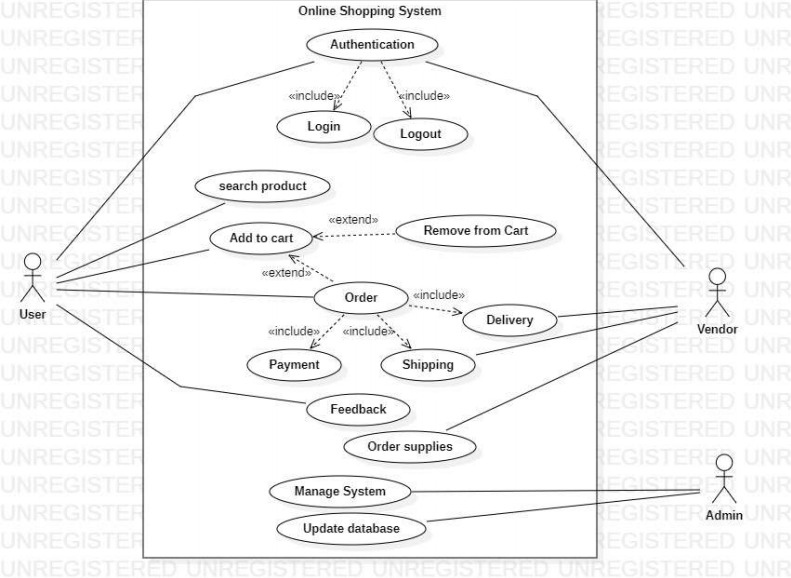 Online Shopping System
Authentication
«include»
«include»
Login
Logout
search product
«extend»
Remove from Cart
Add to cart
«extend»
Order
«include»
User
Delivery
Vendor
«include»
«include»
Payment
Shipping
Feedback
Order supplies
Manage System
Admin
Update database
UNREGISTERED UNREGISTERED UNREGISTERED UNREGISTERED UNR